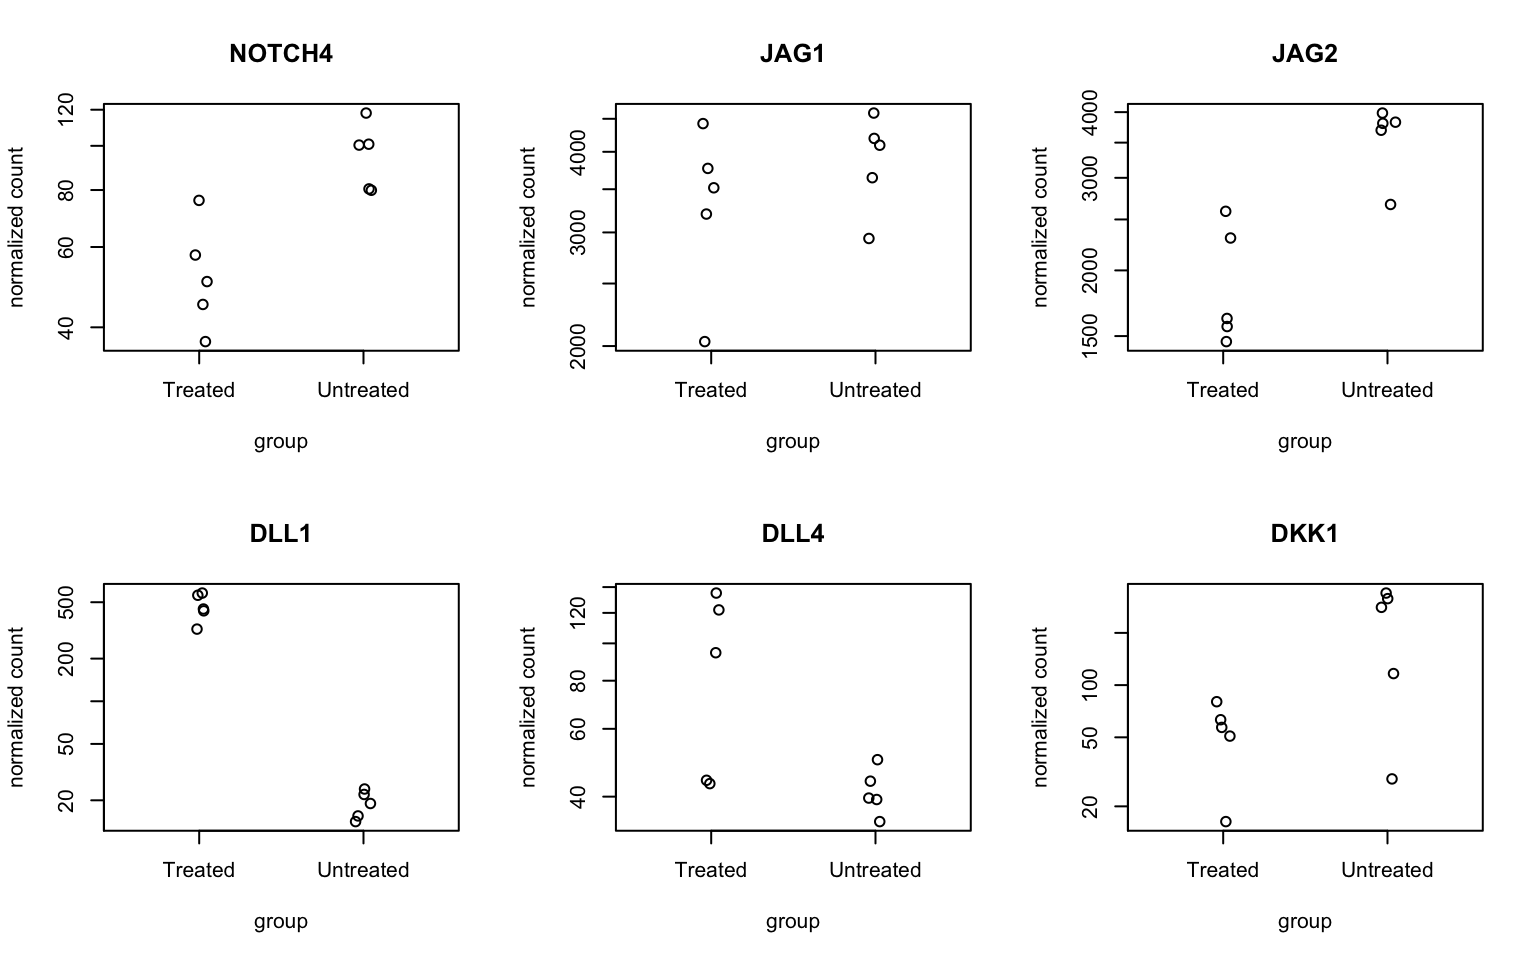 NOTCH4
normalized count
120
80
60
40
Treated
Untreated
group
JAG1
normalized count
4000
3000
2000
Treated
Untreated
group
JAG2
normalized count
4000
3000
2000
1500
Treated
Untreated
group
DLL1
normalized count
500
200
50
20
Treated
Untreated
group
DLL4
normalized count
120
80
60
40
Treated
Untreated
group
DKK1
normalized count
100
50
20
Treated
Untreated
group